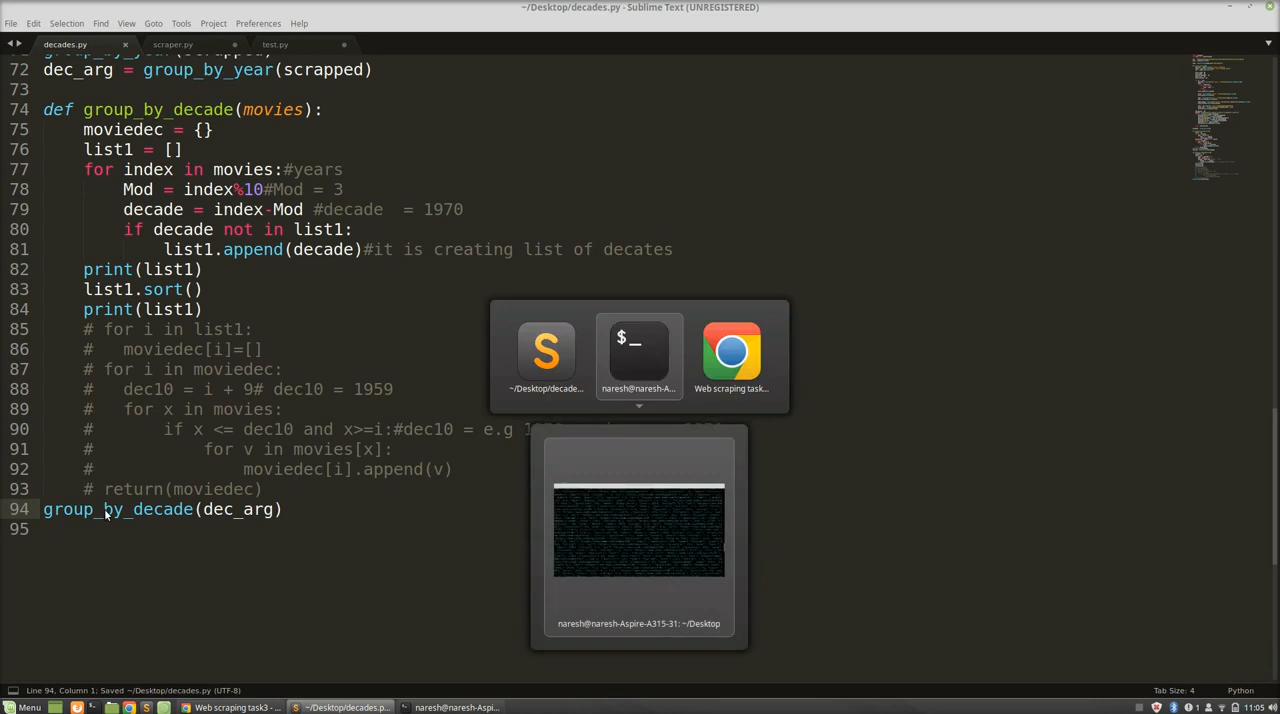 ~/Desktop/decades.py - Sublime Text (UNREGISTERED)
File Edit Selection Find View Goto Tools Project Preferences Help
decades.py × scraper.py test.py
72 dec_arg = group_by_year(scrapped)
73
74 def group_by_decade(movies):
75 moviedec = {}
76 list1 = []
77 for index in movies:#years
78 Mod = index%10#Mod = 3
79 decade = index-Mod #decade  = 1970
80 if decade not in list1:
81 list1.append(decade)#it is creating list of decates
82 print(list1)
83 list1.sort()
84 print(list1)
85 # for i in list1:
86 #   moviedec[i]=[]
87 # for i in moviedec:
88 #   dec10 = i + 9# dec10 = 1959
89 #   for x in movies:
90 #       if x <= dec10 and x>=i:#dec10 = e.g
91 #           for v in movies[x]:
92 #               moviedec[i].append(v)
93 # return(moviedec)
94 group_by_decade(dec_arg)
95
$_
S
~/Desktop/decade... naresh@naresh-A... Web scraping task...
naresh@naresh-Aspire-A315-31: ~/Desktop
Line 94, Column 1; Saved ~/Desktop/decades.py (UTF-8) Tab Size: 4 Python
Menu Web scraping task3 - ... ~/Desktop/decades.p... naresh@naresh-Aspi... 1 11:05